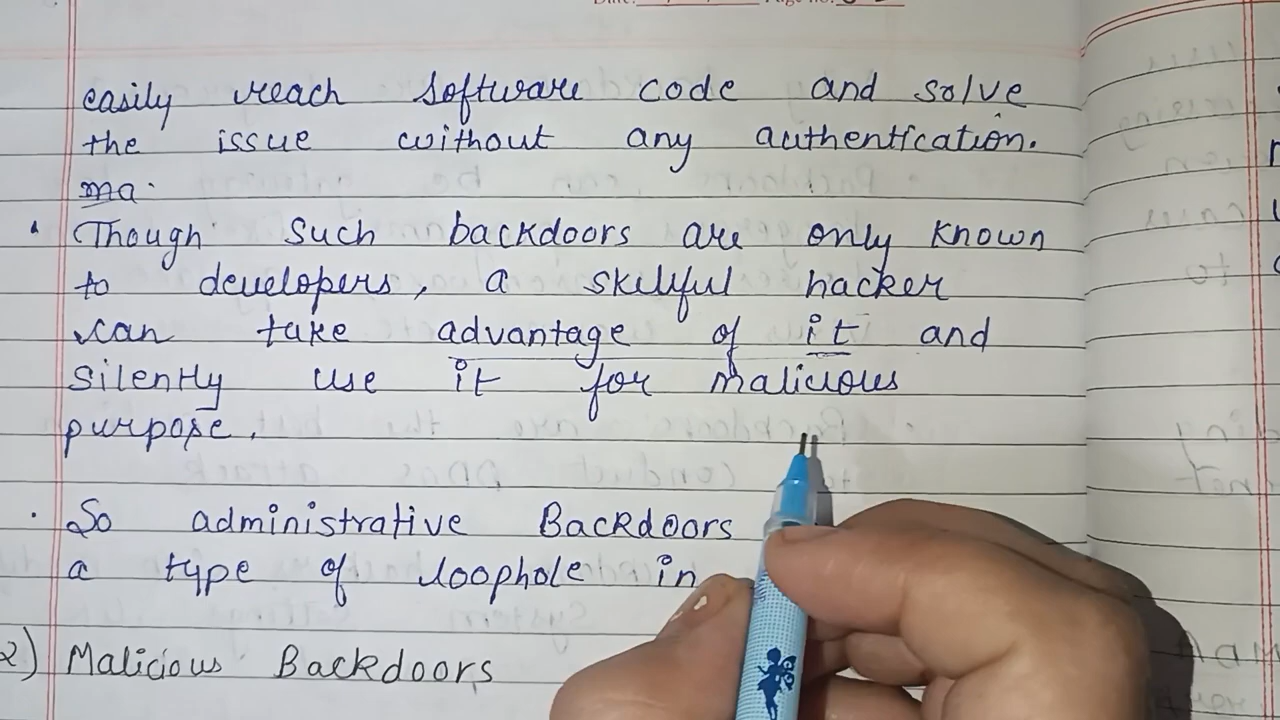 easily reach software code and solve
the issue without any authentication.
ma.
Though such backdoors are only known
to developers, a skillful hacker
can take advantage of it and
silently use it for malicious
purpose.
So administrative Backdoors
a type of loophole in
2) Malicious Backdoors